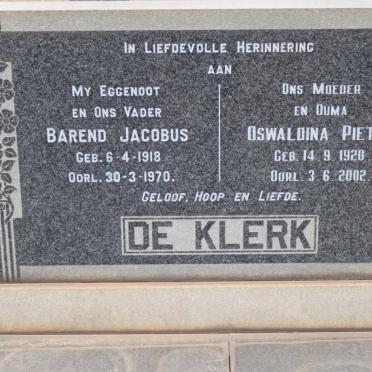 In Liefdevolle Herinnering
aan
My Eggenoot
en Ons Vader
Barend Jacobus
Geb. 6-4-1918
Oorl. 30-3-1970.
Ons Moeder
en Ouma
Oswaldina
Geb. 14.9.1920
Oorl. 3.6.2002.
Geloof, Hoop en Liefde.
DE KLERK